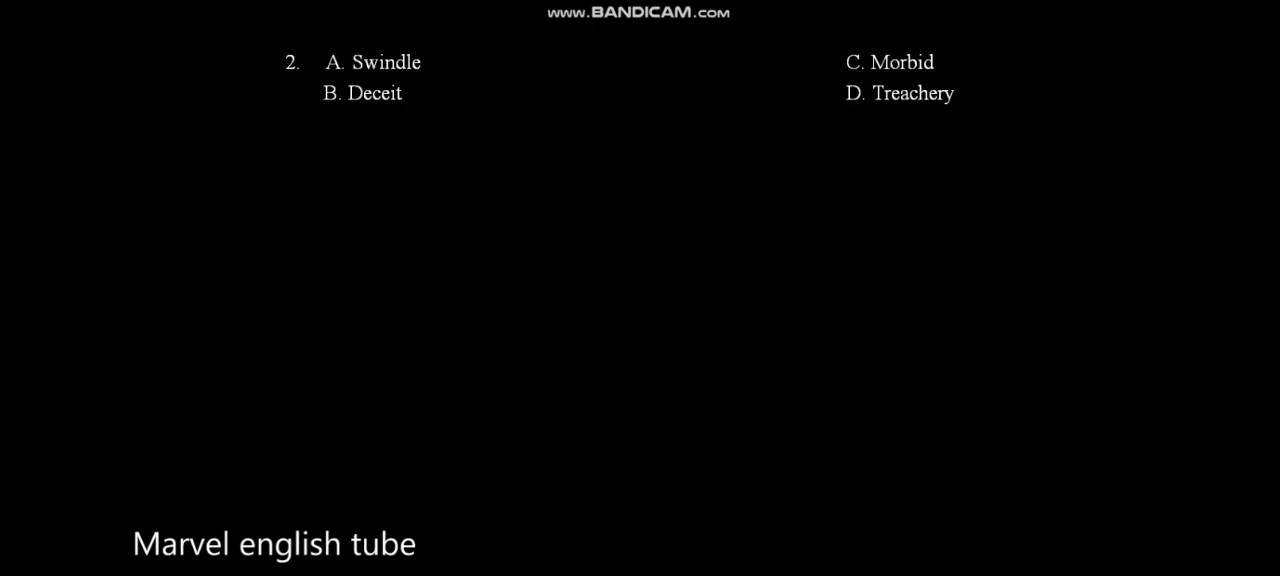 www.BANDICAM.com
2. A. Swindle C. Morbid
B. Deceit D. Treachery
Marvel english tube